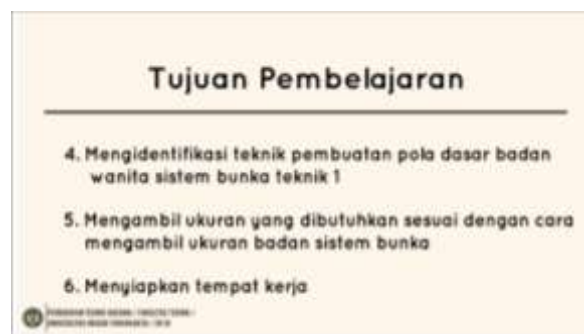 Tujuan Pembelajaran
4. Mengidentifikasi teknik pembuatan pola dasar badan
wanita sistem bunka teknik 1
5. Mengambil ukuran yang dibutuhkan sesuai dengan cara
mengambil ukuran badan sistem bunka
6. Menyiapkan tempat kerja